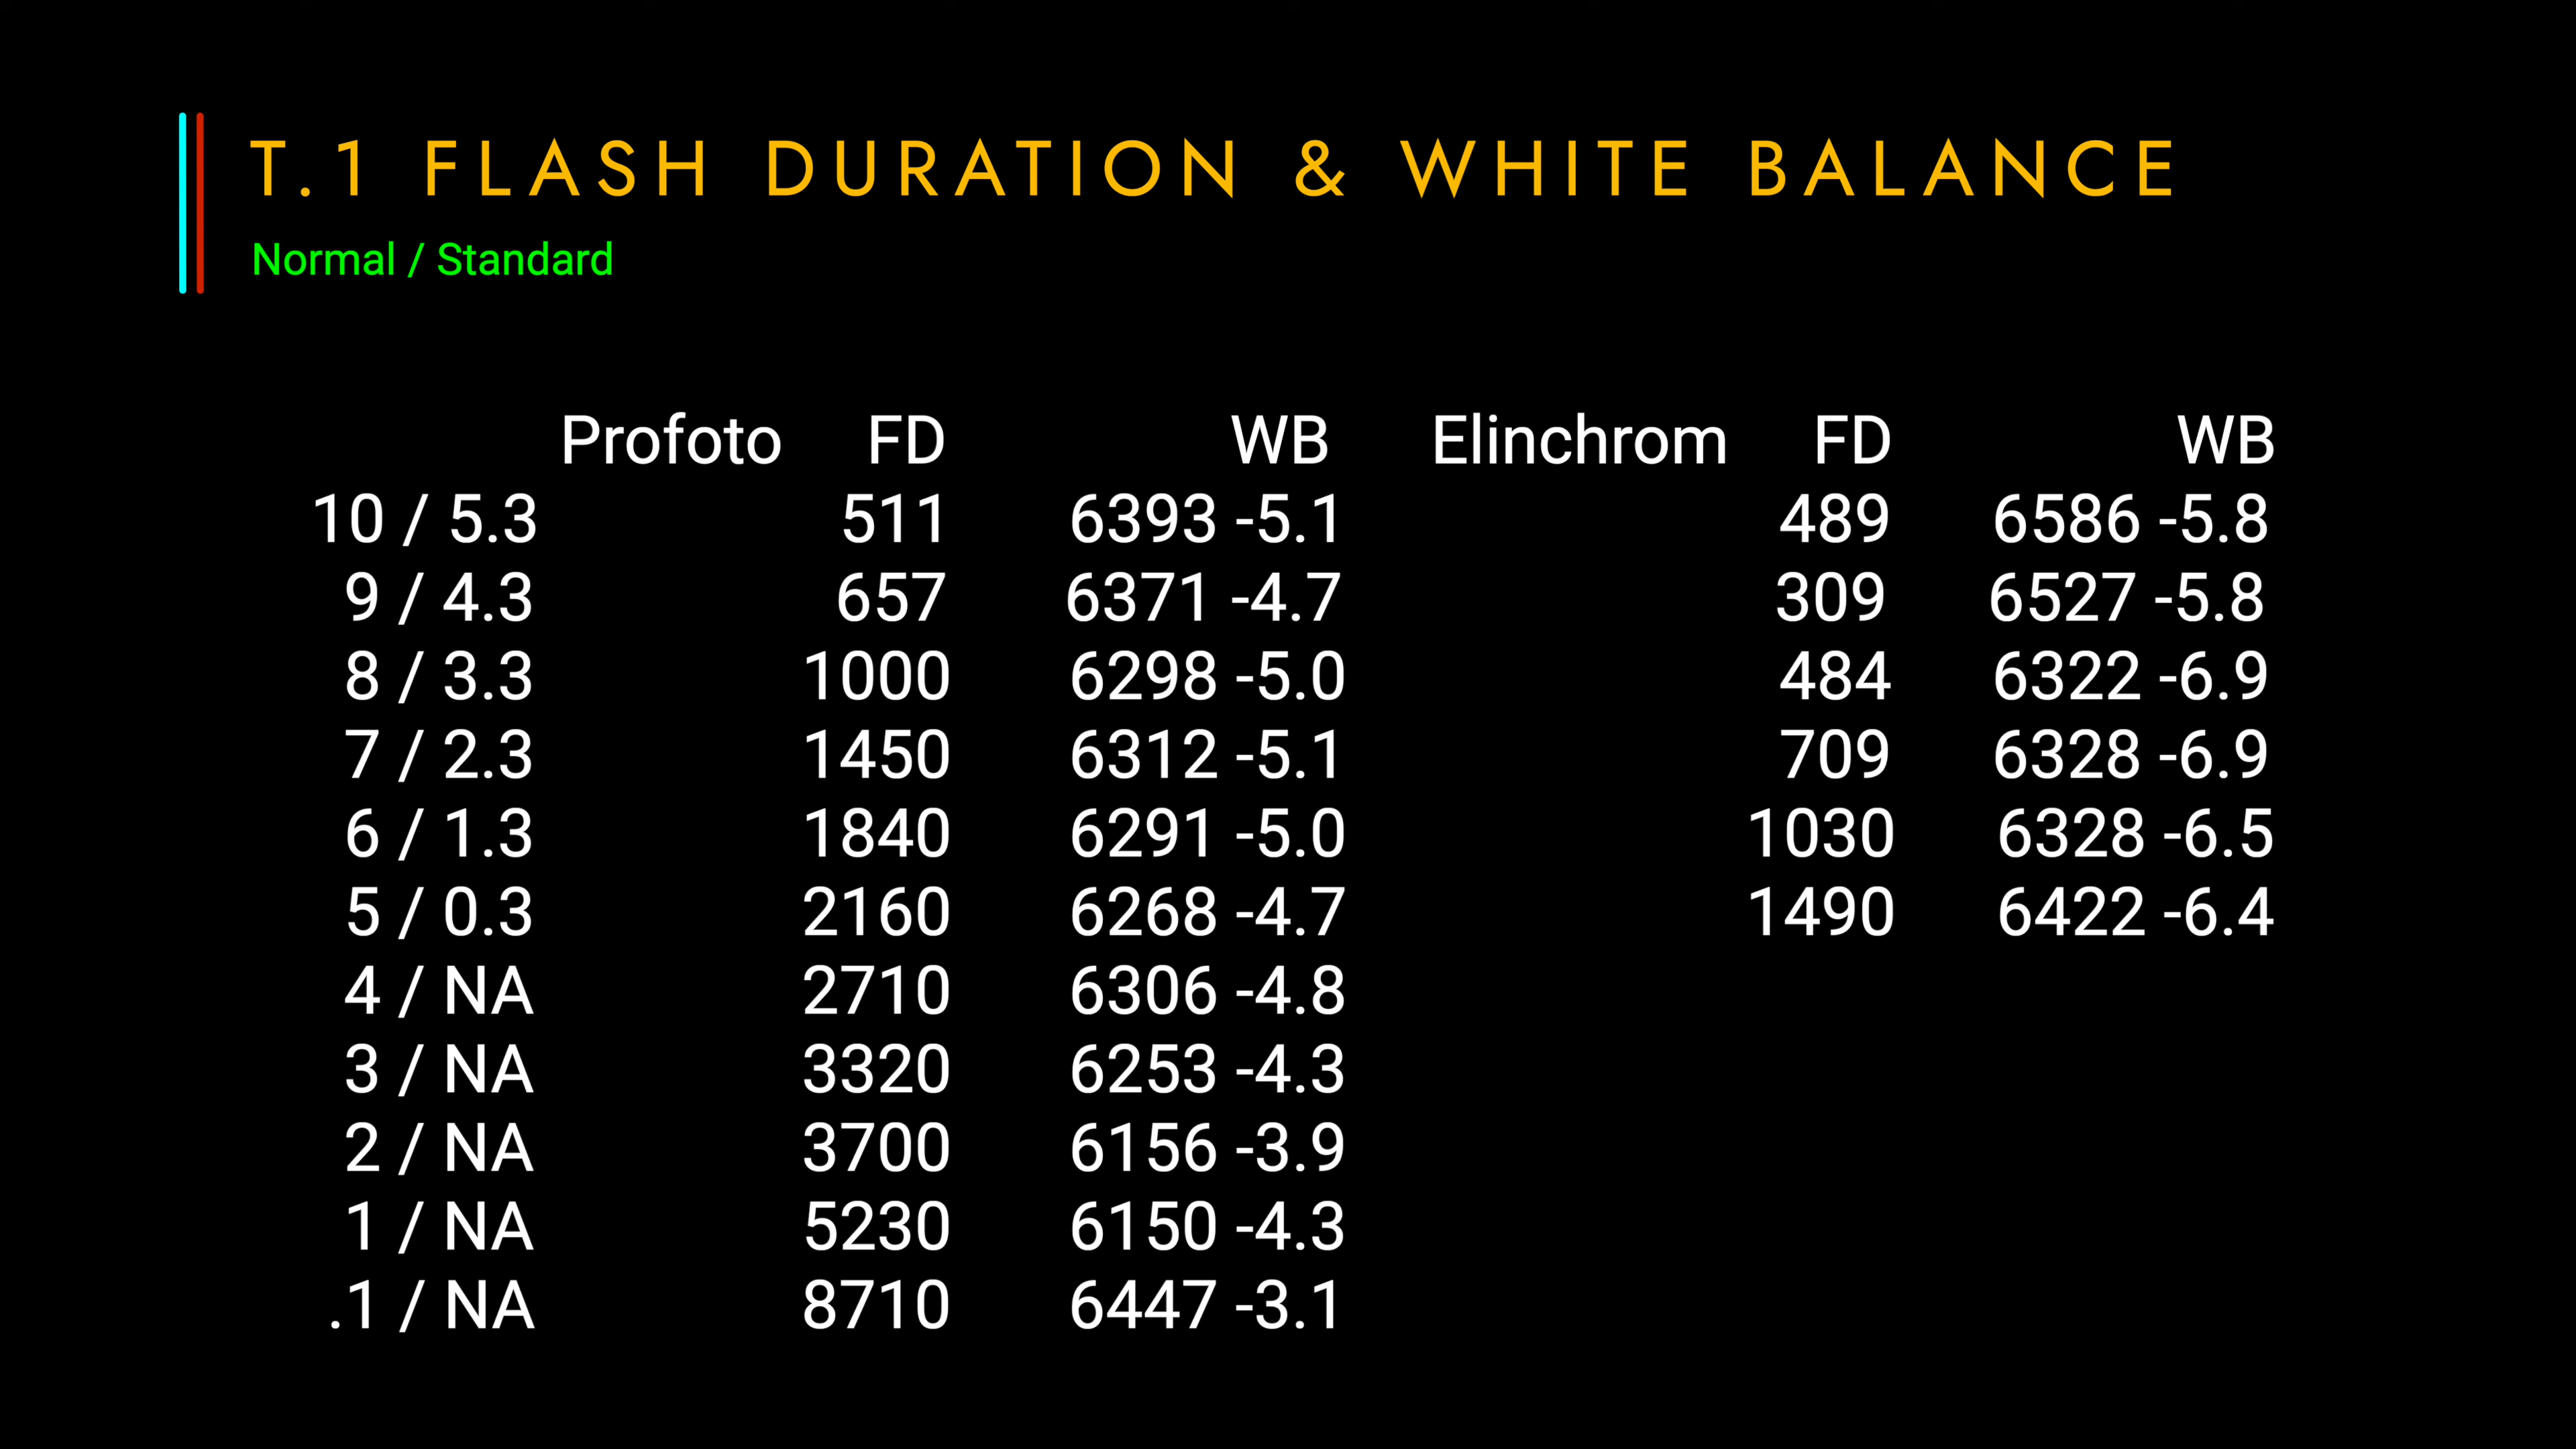 T.1 FLASH DURATION & WHITE BALANCE
Normal / Standard
Profoto FD WB Elinchrom FD WB
10 / 5.3 511 6393 -5.1 489 6586 -5.8
9 / 4.3 657 6371 -4.7 309 6527 -5.8
8 / 3.3 1000 6298 -5.0 484 6322 -6.9
7 / 2.3 1450 6312 -5.1 709 6328 -6.9
6 / 1.3 1840 6291 -5.0 1030 6328 -6.5
5 / 0.3 2160 6268 -4.7 1490 6422 -6.4
4 / NA 2710 6306 -4.8
3 / NA 3320 6253 -4.3
2 / NA 3700 6156 -3.9
1 / NA 5230 6150 -4.3
.1 / NA 8710 6447 -3.1